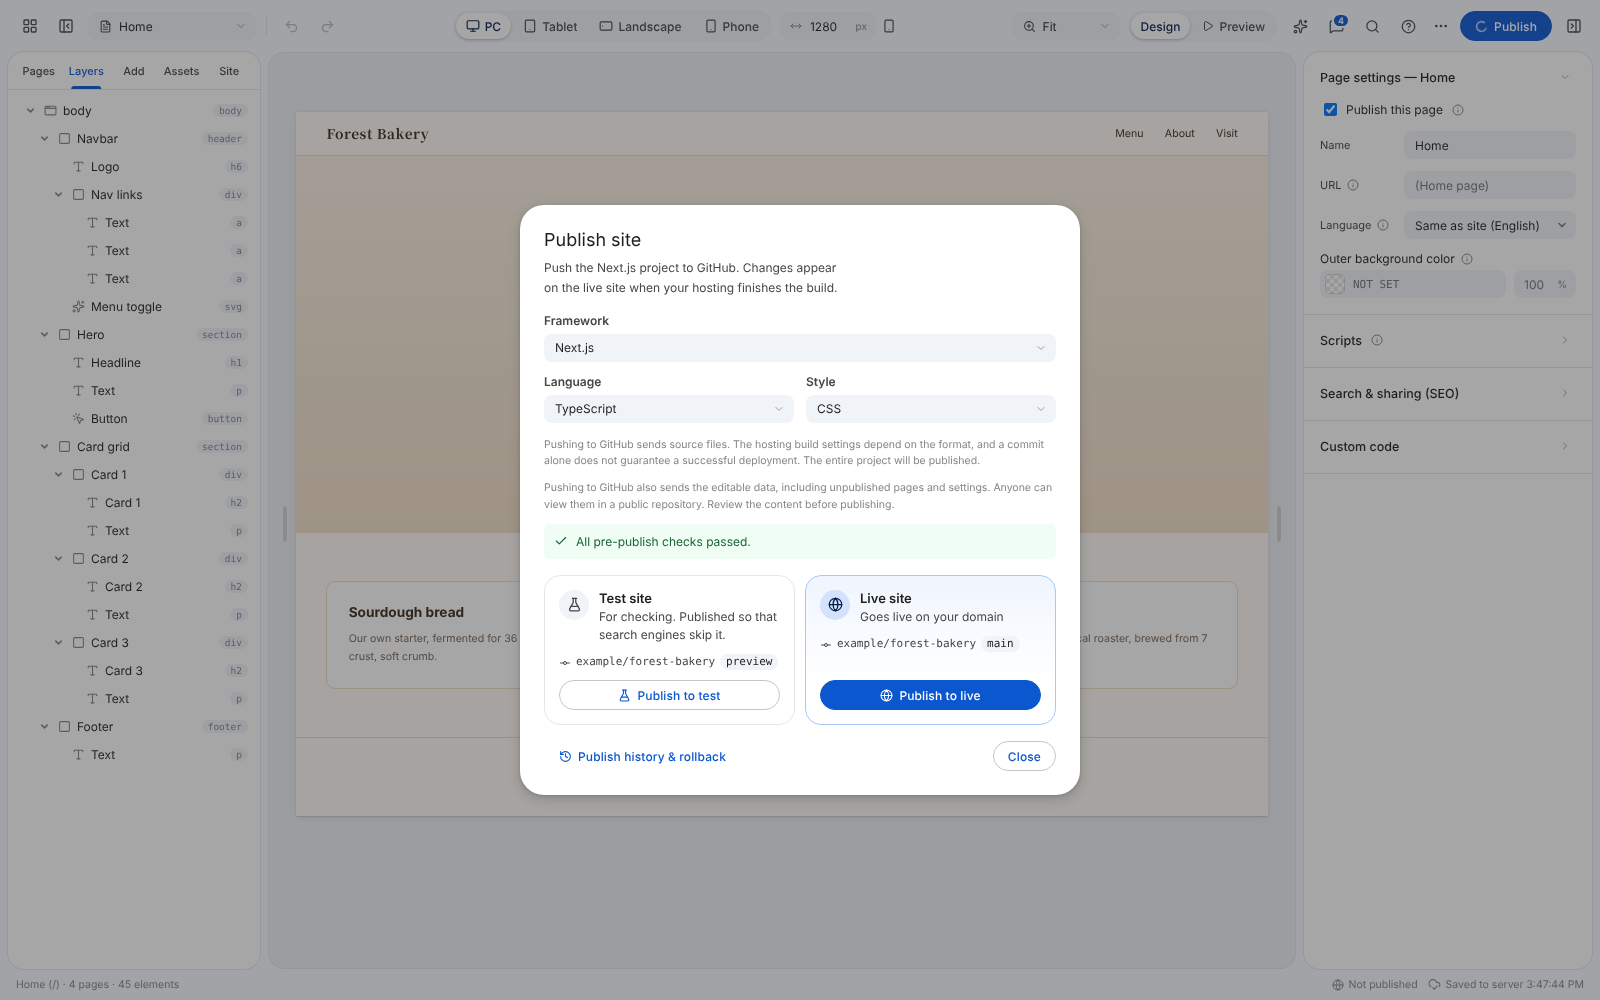 Home
PC
Tablet
Landscape
Phone
1280 px
Fit
Design
Preview
4
Publish
Pages
Layers
Add
Assets
Site
body body
Navbar header
Logo h6
Nav links div
Text a
Text a
Text a
Menu toggle svg
Hero section
Headline h1
Text p
Button button
Card grid section
Card 1 div
Card 1 h2
Text p
Card 2 div
Card 2 h2
Text p
Card 3 div
Card 3 h2
Text p
Footer footer
Text p
Forest Bakery
Menu About Visit
Sourdough bread
Our own starter, fermented for 36
crust, soft crumb.
cal roaster, brewed from 7
Publish site
Push the Next.js project to GitHub. Changes appear
on the live site when your hosting finishes the build.
Framework
Next.js
Language
TypeScript
Style
CSS
Pushing to GitHub sends source files. The hosting build settings depend on the format, and a commit
alone does not guarantee a successful deployment. The entire project will be published.
Pushing to GitHub also sends the editable data, including unpublished pages and settings. Anyone can
view them in a public repository. Review the content before publishing.
All pre-publish checks passed.
Test site
For checking. Published so that
search engines skip it.
example/forest-bakery preview
Publish to test
Live site
Goes live on your domain
example/forest-bakery main
Publish to live
Publish history & rollback
Close
Page settings — Home
Publish this page
Name Home
URL (Home page)
Language Same as site (English)
Outer background color
NOT SET 100 %
Scripts
Search & sharing (SEO)
Custom code
Home (/) · 4 pages · 45 elements
Not published
Saved to server 3:47:44 PM